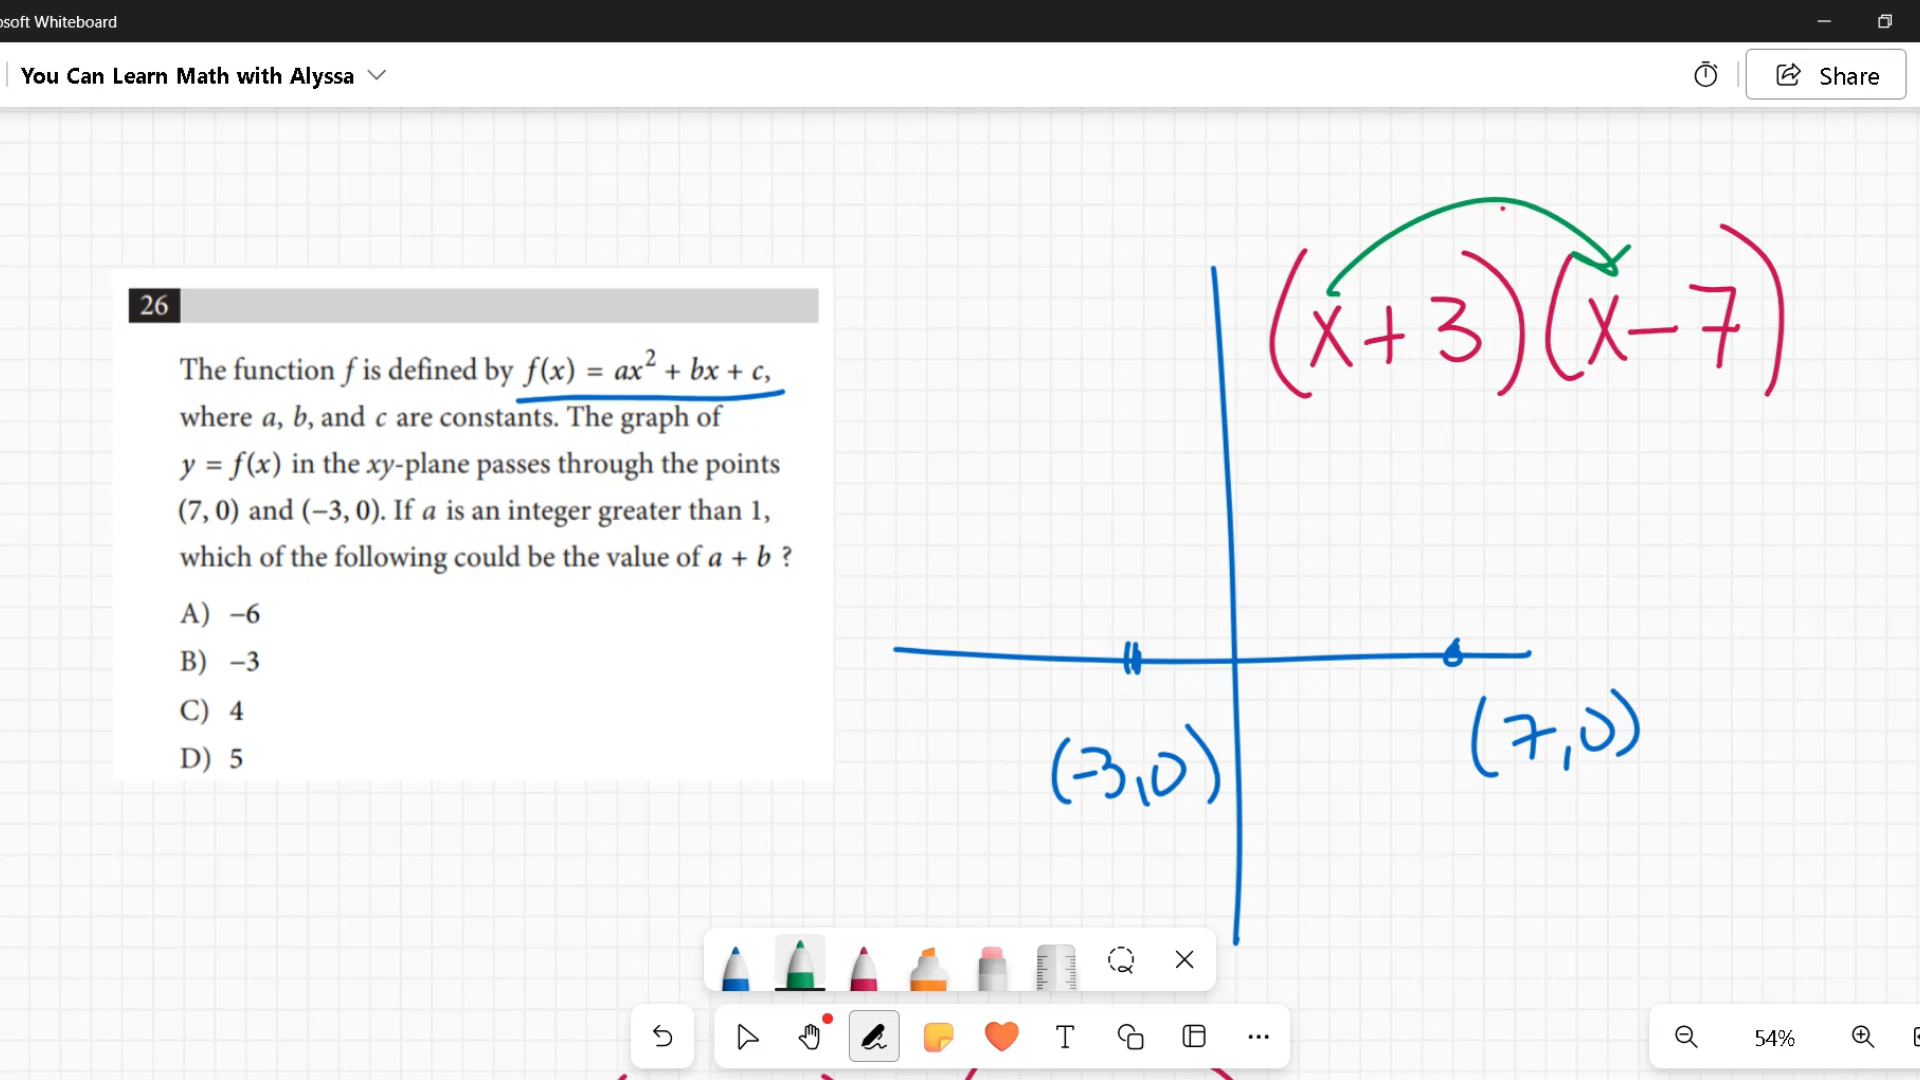 osoft Whiteboard
You Can Learn Math with Alyssa
Share
26
The function f is defined by f(x) = ax² + bx + c,
where a, b, and c are constants. The graph of
y = f(x) in the xy-plane passes through the points
(7, 0) and (−3, 0). If a is an integer greater than 1,
which of the following could be the value of a + b ?
A) −6
B) −3
C) 4
D) 5
(x+3)(x-7)
(-3,0)
(7,0)
54%